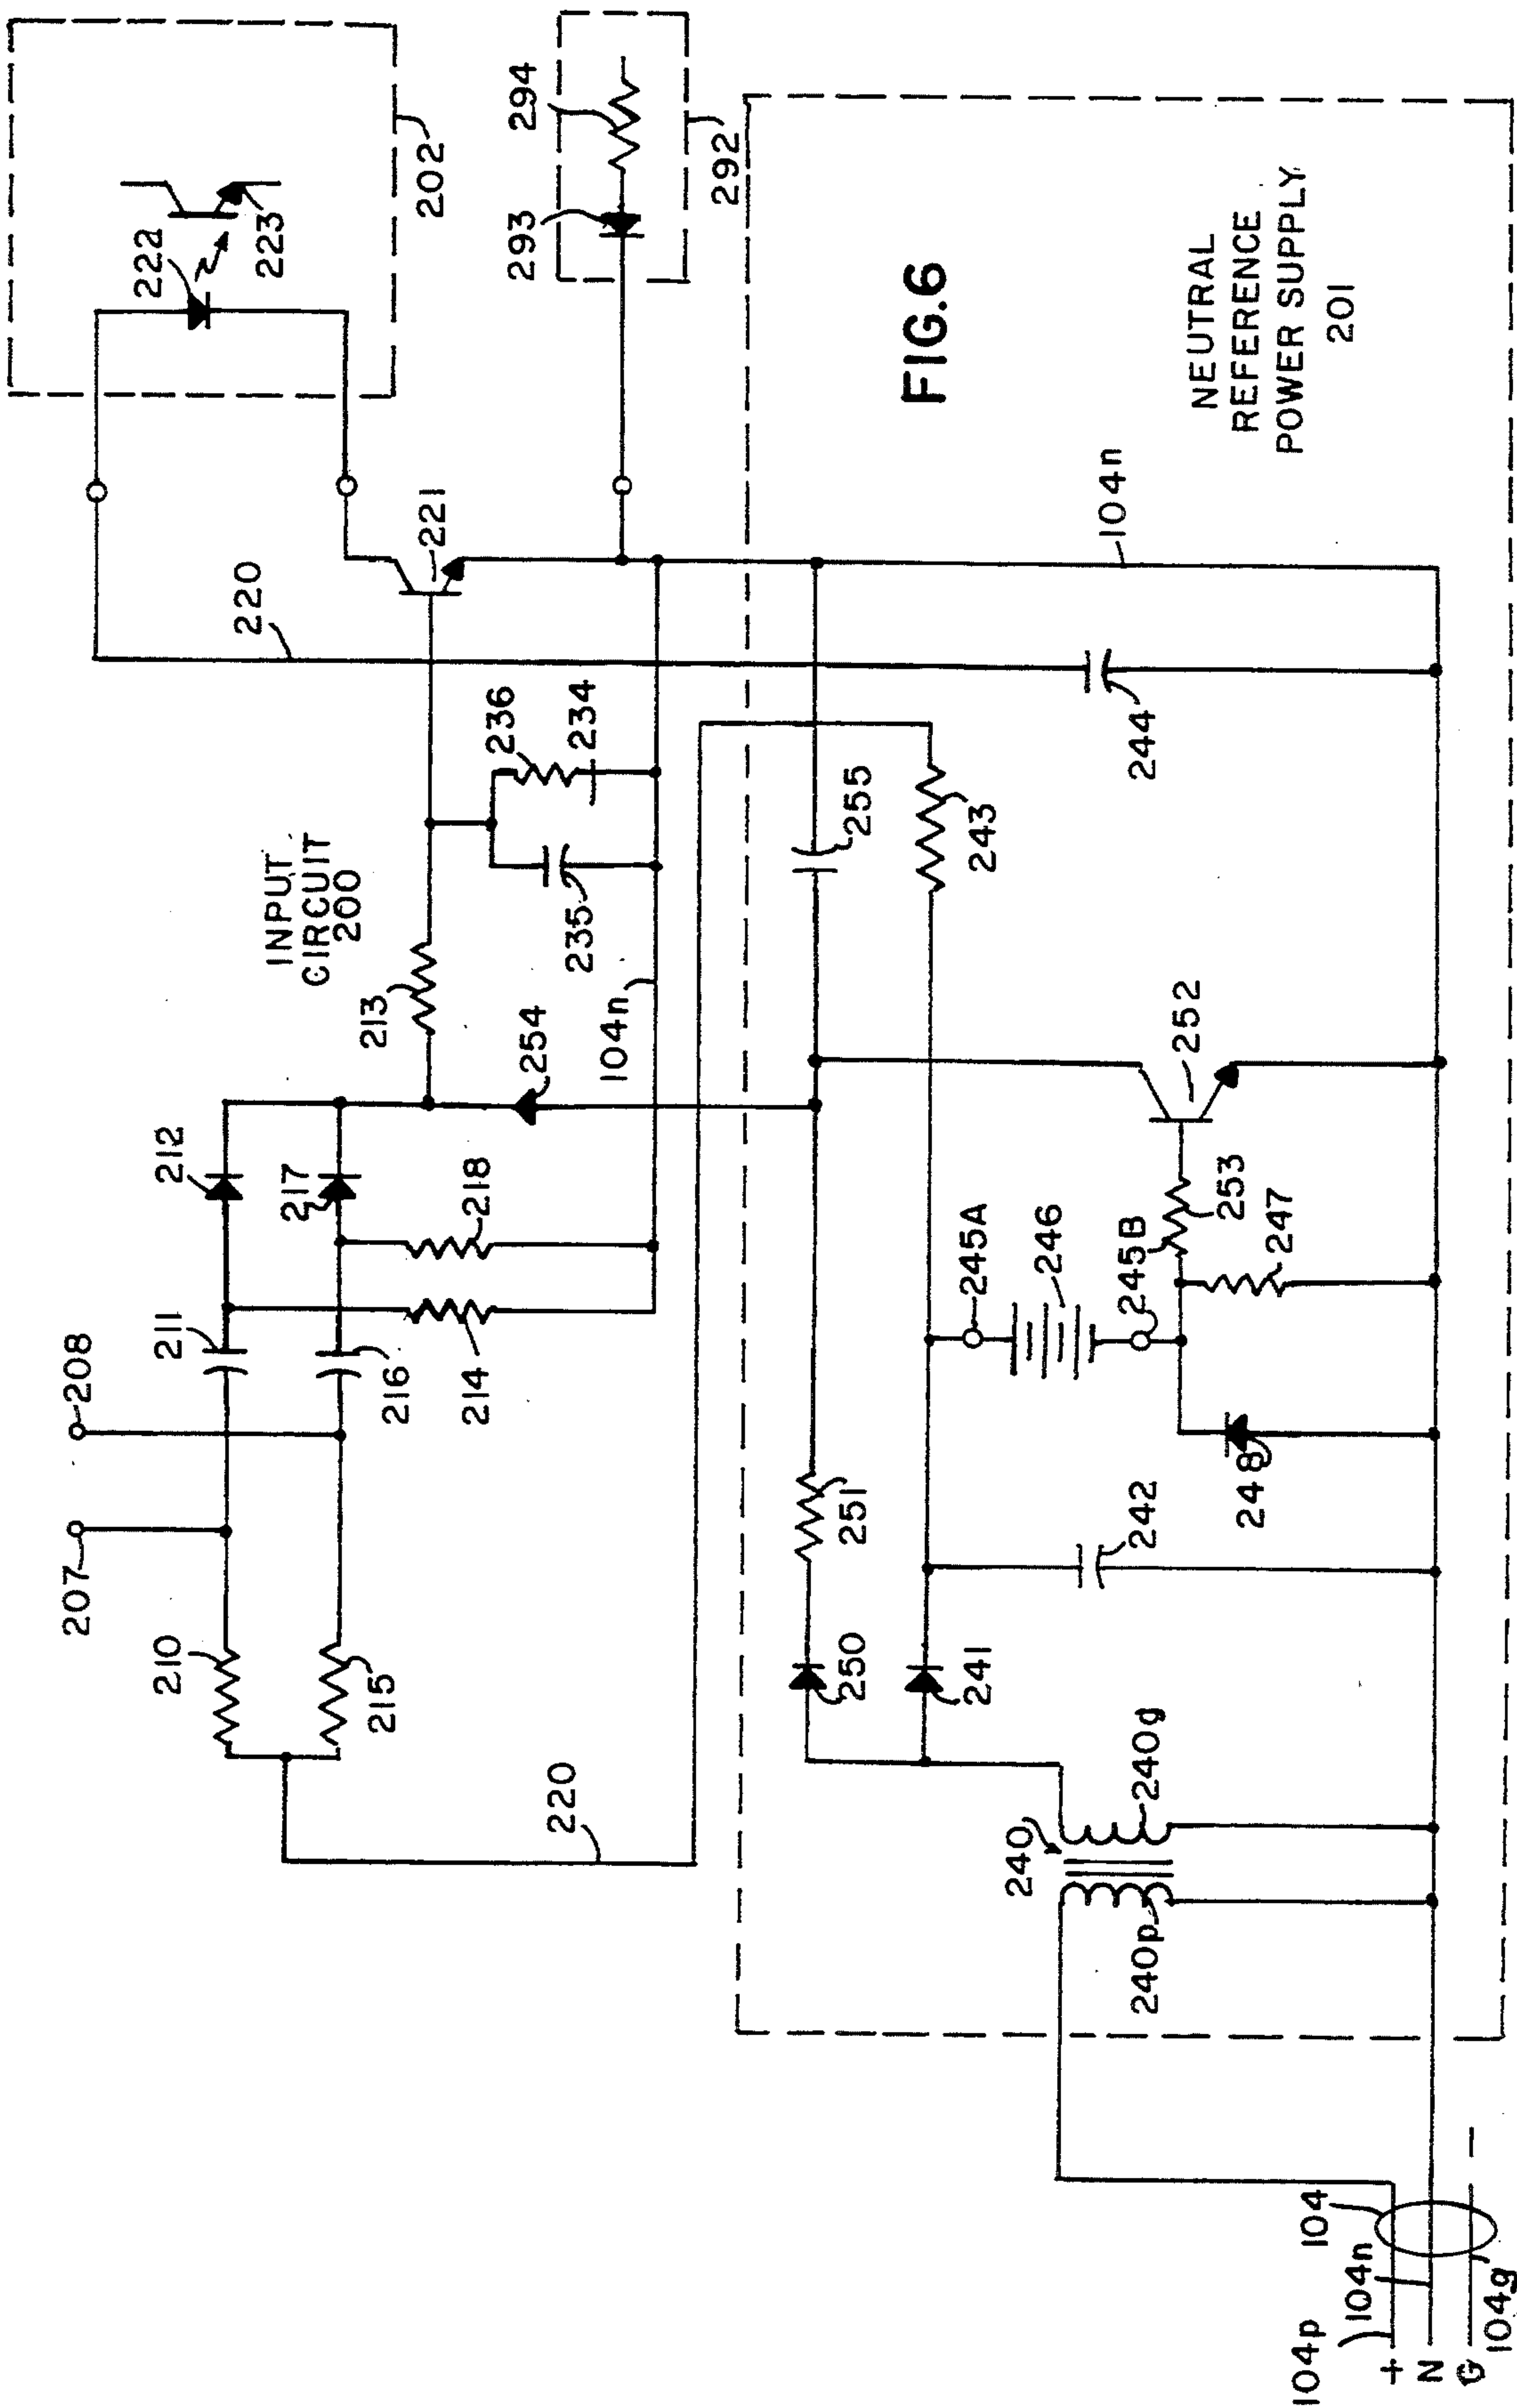 207
208
210
211
212
215
216
217
218
214
213
254
104n
INPUT
CIRCUIT
200
236
234
235
220
221
222
223
202
293
294
292
220
FIG.6
NEUTRAL
REFERENCE
POWER SUPPLY
201
104n
250
251
255
241
243
244
242
245A
246
245B
248
253
247
252
240
240g
240p
104
104p
104n
104g
+
N
G